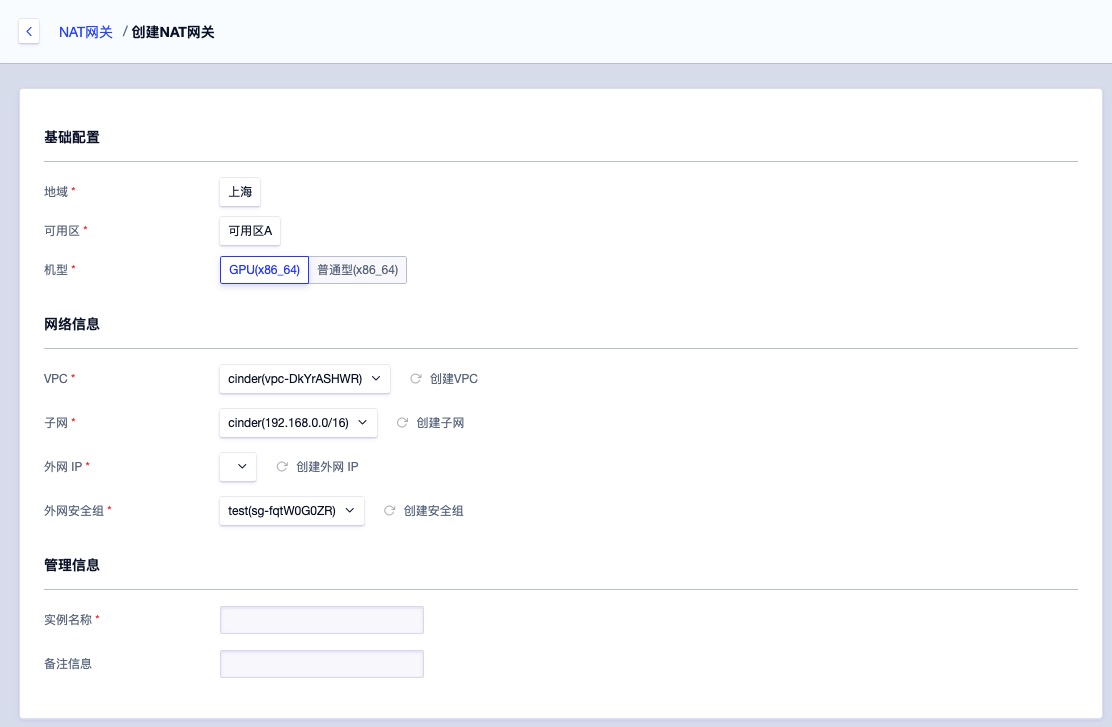 NAT网关 / 创建NAT网关
基础配置
地域 * 上海
可用区 * 可用区A
机型 * GPU(x86_64) 普通型(x86_64)
网络信息
VPC * cinder(vpc-DkYrASHWR) 创建VPC
子网 * cinder(192.168.0.0/16) 创建子网
外网 IP * 创建外网 IP
外网安全组 * test(sg-fqtW0G0ZR) 创建安全组
管理信息
实例名称 *
备注信息